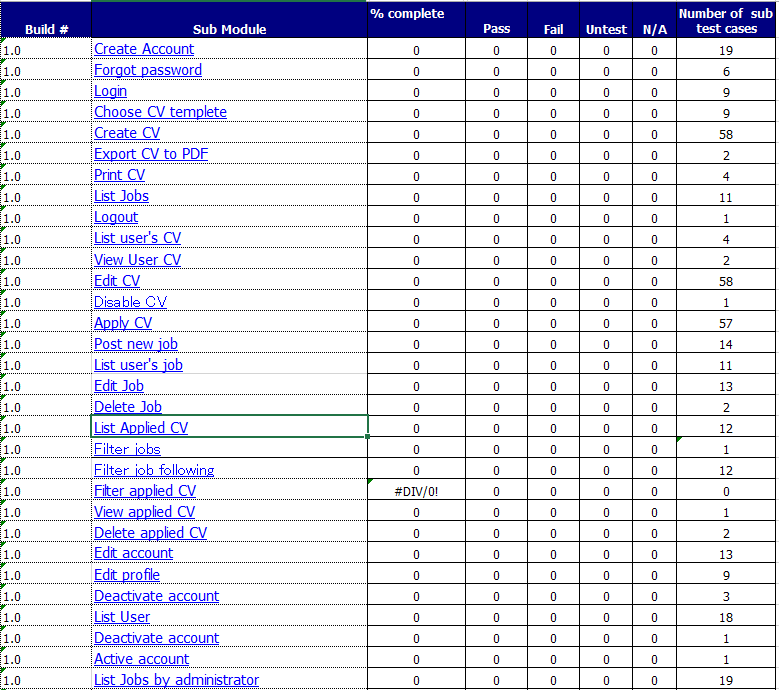 Build # Sub Module % complete Pass Fail Untest N/A Number of sub test cases
1.0 Create Account 0 0 0 0 0 19
1.0 Forgot password 0 0 0 0 0 6
1.0 Login 0 0 0 0 0 9
1.0 Choose CV templete 0 0 0 0 0 9
1.0 Create CV 0 0 0 0 0 58
1.0 Export CV to PDF 0 0 0 0 0 2
1.0 Print CV 0 0 0 0 0 4
1.0 List Jobs 0 0 0 0 0 11
1.0 Logout 0 0 0 0 0 1
1.0 List user's CV 0 0 0 0 0 4
1.0 View User CV 0 0 0 0 0 2
1.0 Edit CV 0 0 0 0 0 58
1.0 Disable CV 0 0 0 0 0 1
1.0 Apply CV 0 0 0 0 0 57
1.0 Post new job 0 0 0 0 0 14
1.0 List user's job 0 0 0 0 0 11
1.0 Edit Job 0 0 0 0 0 13
1.0 Delete Job 0 0 0 0 0 2
1.0 List Applied CV 0 0 0 0 0 12
1.0 Filter jobs 0 0 0 0 0 1
1.0 Filter job following 0 0 0 0 0 12
1.0 Filter applied CV #DIV/0! 0 0 0 0 0
1.0 View applied CV 0 0 0 0 0 1
1.0 Delete applied CV 0 0 0 0 0 2
1.0 Edit account 0 0 0 0 0 13
1.0 Edit profile 0 0 0 0 0 9
1.0 Deactivate account 0 0 0 0 0 3
1.0 List User 0 0 0 0 0 18
1.0 Deactivate account 0 0 0 0 0 1
1.0 Active account 0 0 0 0 0 1
1.0 List Jobs by administrator 0 0 0 0 0 19